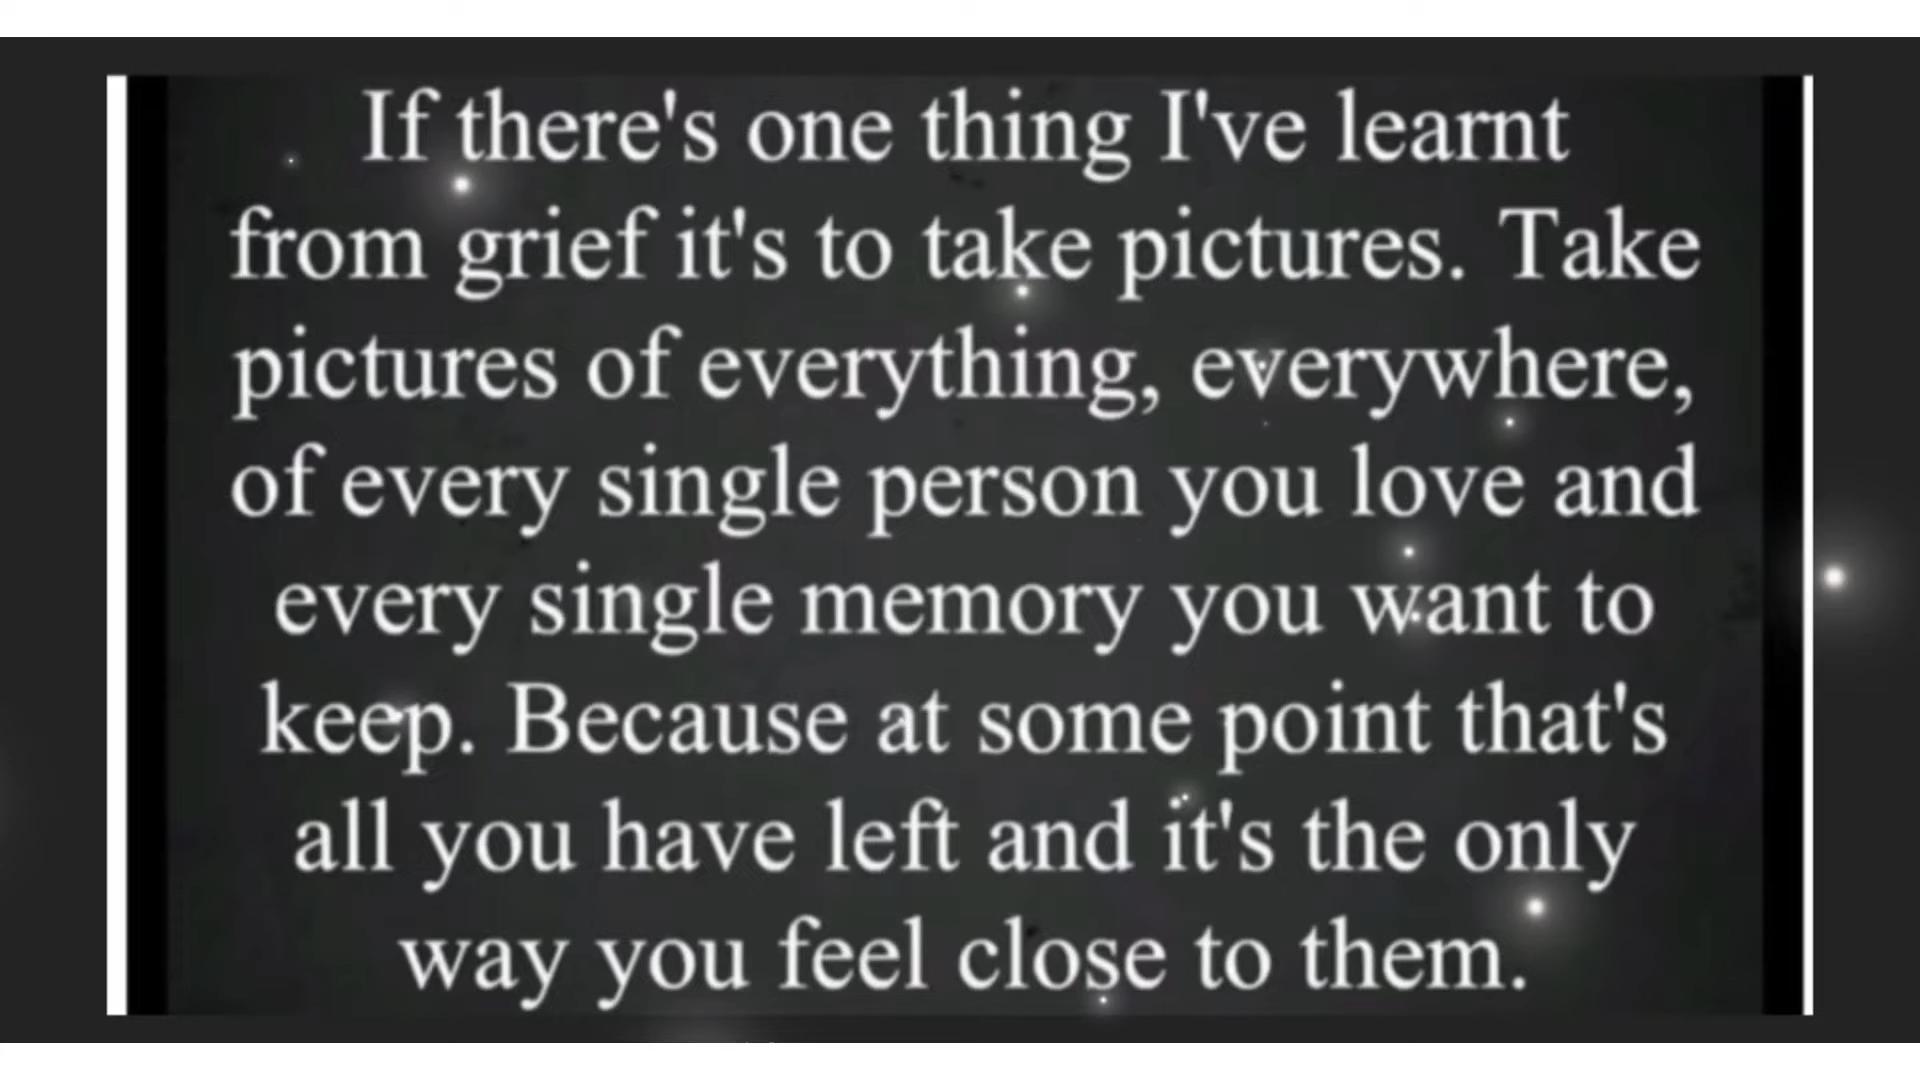 If there's one thing I've learnt
from grief it's to take pictures. Take
pictures of everything, everywhere,
of every single person you love and
every single memory you want to
keep. Because at some point that's
all you have left and it's the only
way you feel close to them.